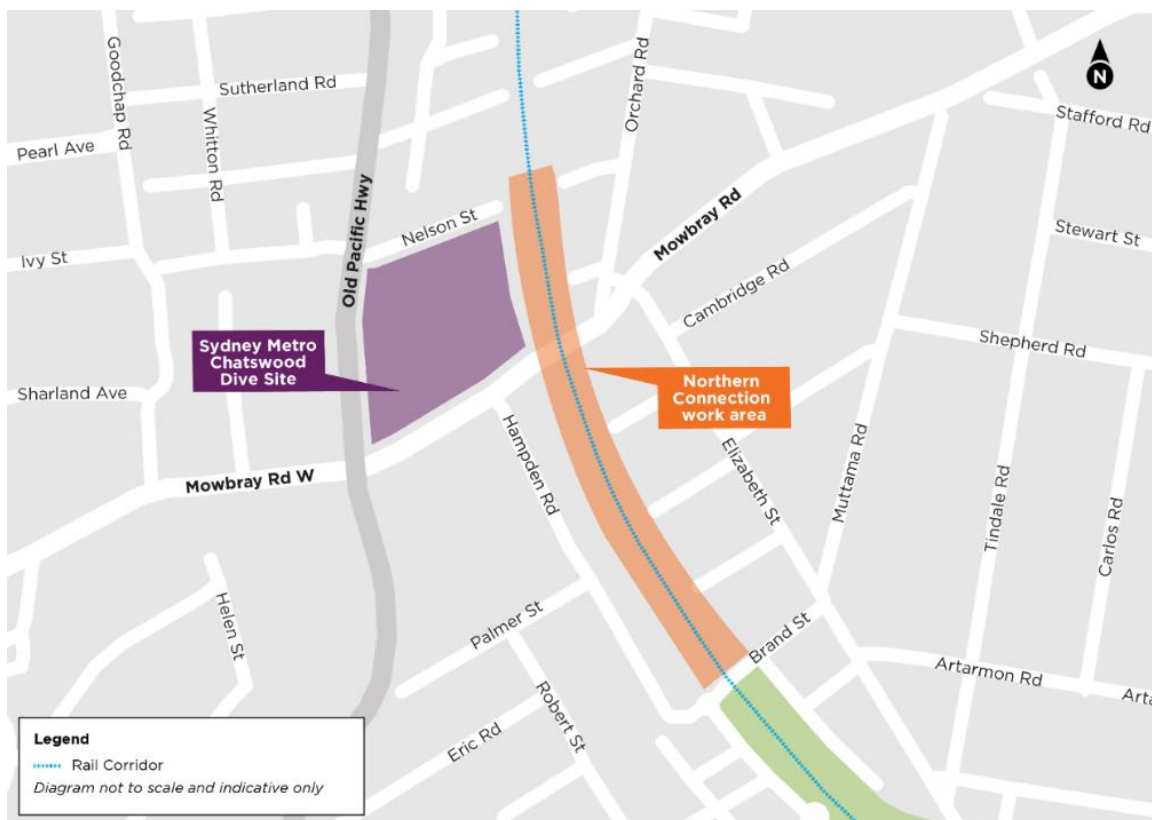 Goodchap Rd
Sutherland Rd
Whitton Rd
Orchard Rd
N
Stafford Rd
Pearl Ave
Old Pacific Hwy
Nelson St
Mowbray Rd
Stewart St
Ivy St
Cambridge Rd
Sydney Metro
Chatswood
Dive Site
Shepherd Rd
Northern
Connection
work area
Sharland Ave
Hampden Rd
Elizabeth St
Muttama Rd
Tindale Rd
Carlos Rd
Mowbray Rd W
Helen St
Palmer St
Brand St
Artarmon Rd
Arta
Robert St
Eric Rd
Legend
Rail Corridor
Diagram not to scale and indicative only